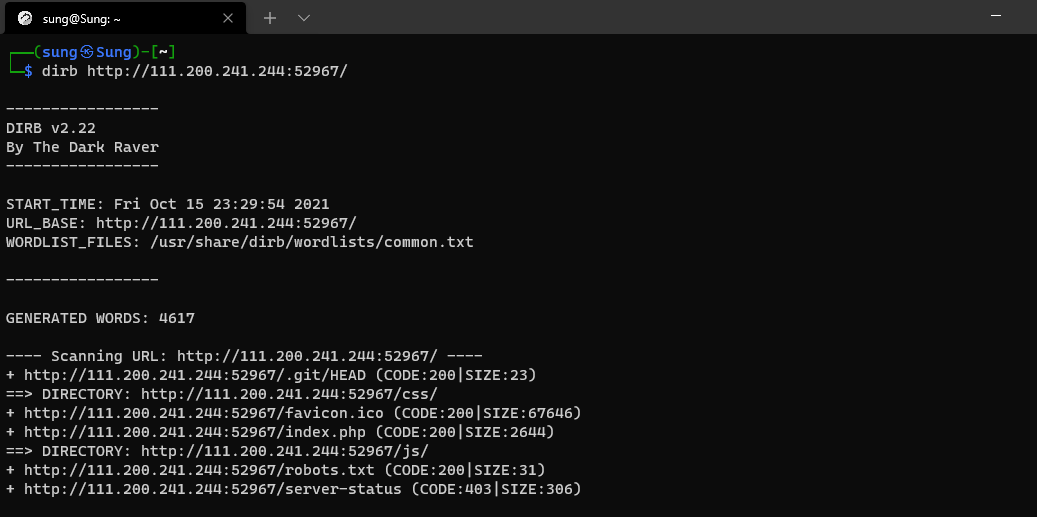 sung@Sung: ~
┌──(sung㉿Sung)-[~]
└─$ dirb http://111.200.241.244:52967/
-----------------
DIRB v2.22
By The Dark Raver
-----------------
START_TIME: Fri Oct 15 23:29:54 2021
URL_BASE: http://111.200.241.244:52967/
WORDLIST_FILES: /usr/share/dirb/wordlists/common.txt
-----------------
GENERATED WORDS: 4617
---- Scanning URL: http://111.200.241.244:52967/ ----
+ http://111.200.241.244:52967/.git/HEAD (CODE:200|SIZE:23)
==> DIRECTORY: http://111.200.241.244:52967/css/
+ http://111.200.241.244:52967/favicon.ico (CODE:200|SIZE:67646)
+ http://111.200.241.244:52967/index.php (CODE:200|SIZE:2644)
==> DIRECTORY: http://111.200.241.244:52967/js/
+ http://111.200.241.244:52967/robots.txt (CODE:200|SIZE:31)
+ http://111.200.241.244:52967/server-status (CODE:403|SIZE:306)